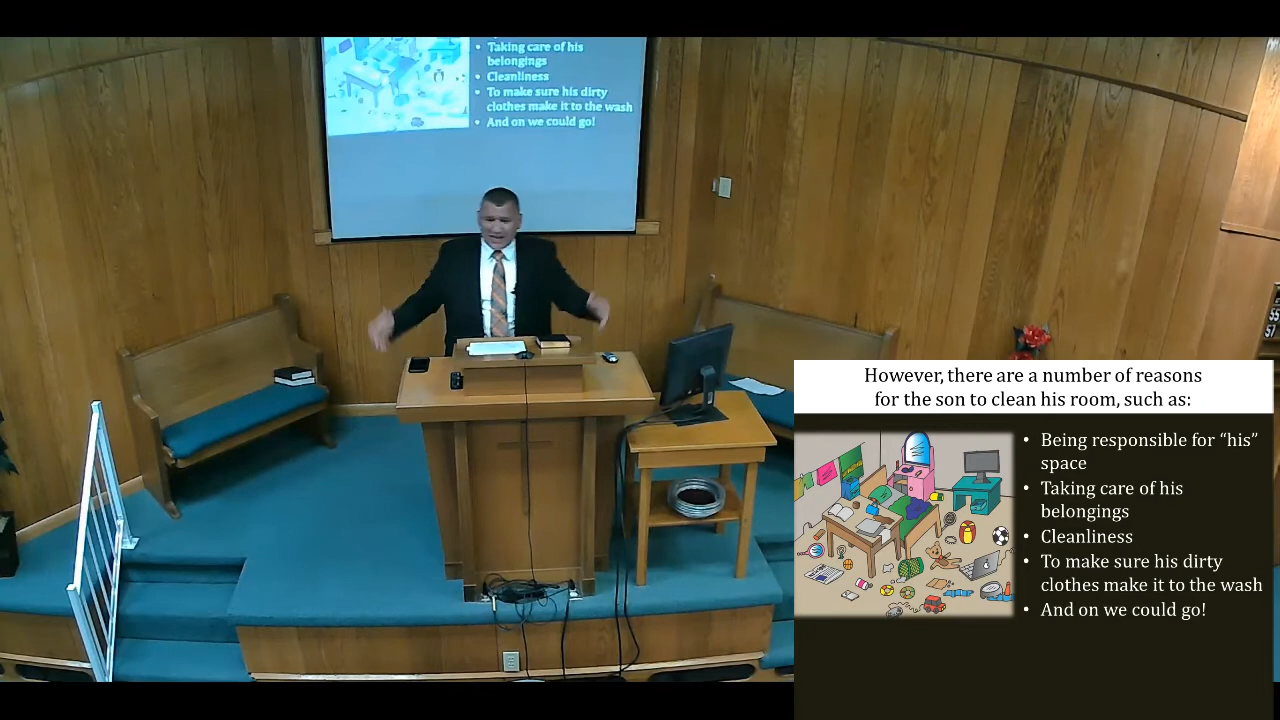 Taking care of his
belongings
Cleanliness
To make sure his dirty
clothes make it to the wash
And on we could go!
55
57
However, there are a number of reasons
for the son to clean his room, such as:
• Being responsible for “his”
space
• Taking care of his
belongings
• Cleanliness
• To make sure his dirty
clothes make it to the wash
• And on we could go!